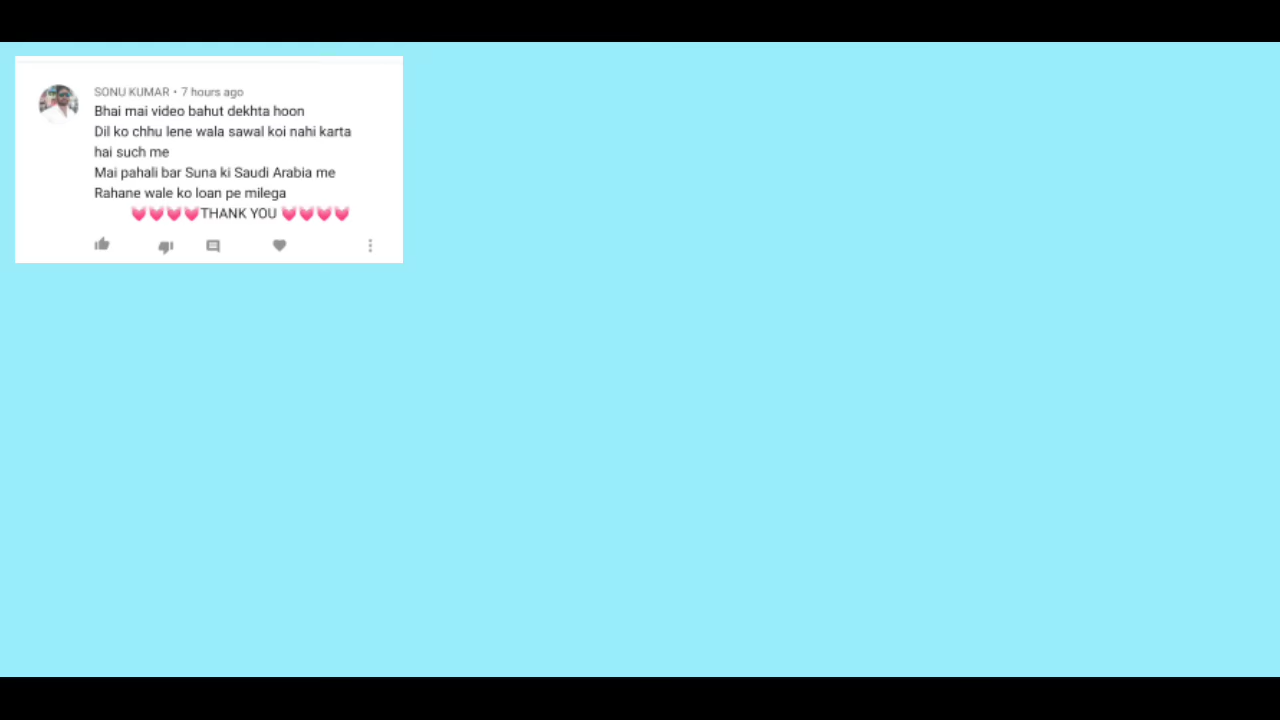 SONU KUMAR • 7 hours ago
Bhai mai video bahut dekhta hoon
Dil ko chhu lene wala sawal koi nahi karta
hai such me
Mai pahali bar Suna ki Saudi Arabia me
Rahane wale ko loan pe milega
💗💗💗💗THANK YOU 💗💗💗💗